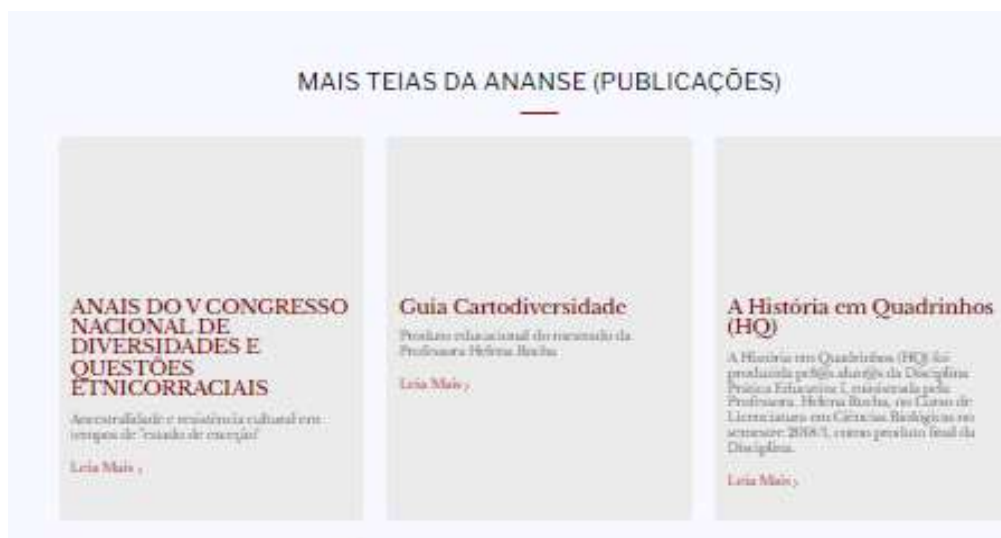 MAIS TEIAS DA ANANSE (PUBLICAÇÕES)
ANAIS DO V CONGRESSO
NACIONAL DE
DIVERSIDADES E
QUESTÕES
ETNICORRACIAIS
Ancestralidade e resistência cultural em
tempos de "estado de exceção"
Leia Mais ›
Guia Cartodiversidade
Produto educacional do mestrado da
Professora Helena Rocha
Leia Mais ›
A História em Quadrinhos
(HQ)
A História em Quadrinhos (HQ) foi
produzida pel@s alun@s da Disciplina
Prática Educativa I, ministrada pela
Professora. Helena Rocha, no Curso de
Licenciatura em Ciências Biológicas no
semestre 2018/1, como produto final da
Disciplina.
Leia Mais ›